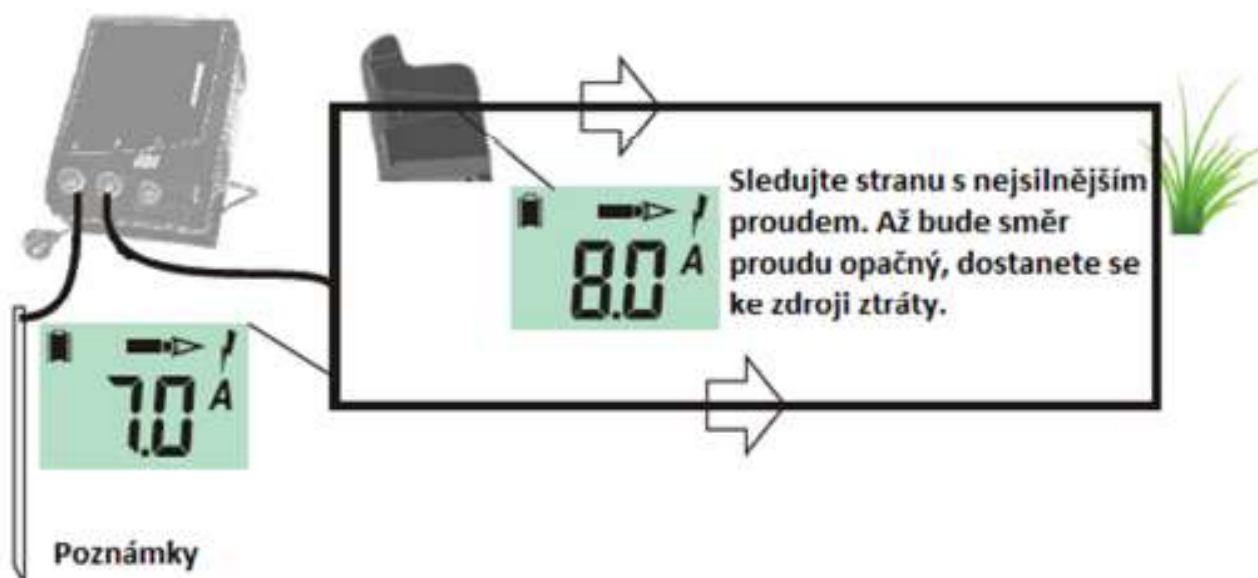 Sledujte stranu s nejsilnějším
proudem. Až bude směr
proudu opačný, dostanete se
ke zdroji ztráty.
8.0 A
7.0 A
Poznámky